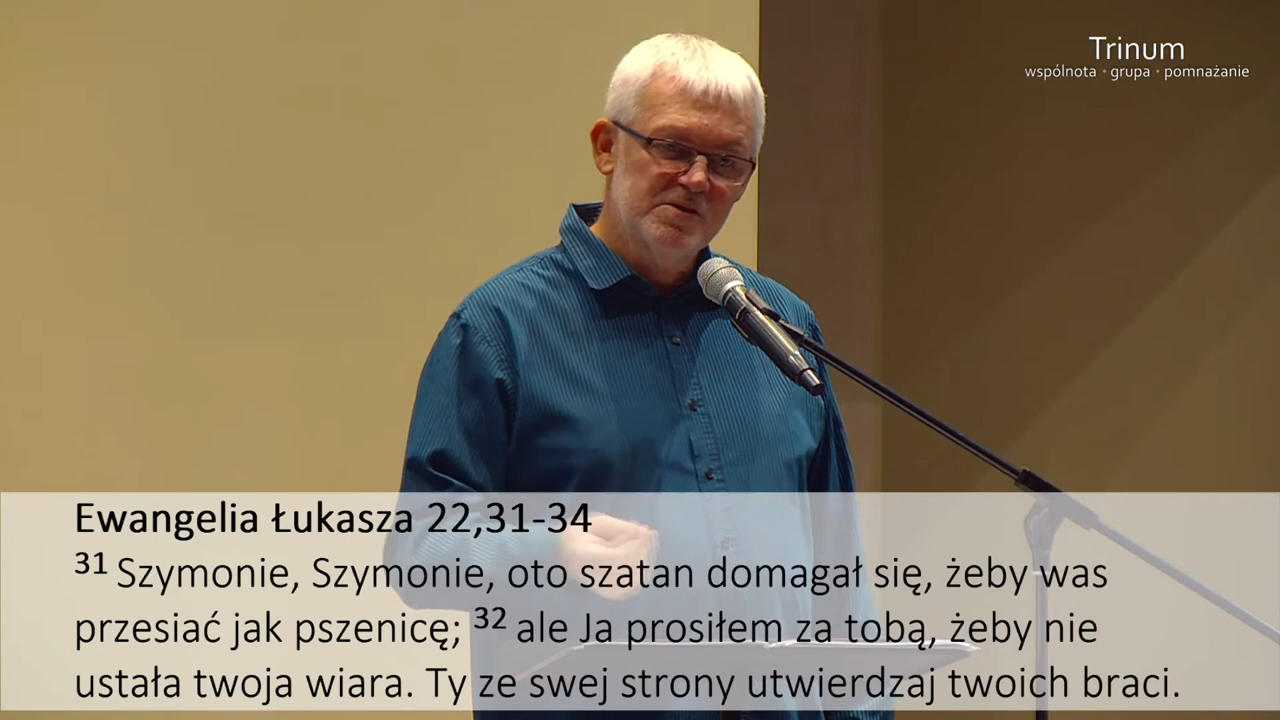 Trinum
wspólnota • grupa • pomnażanie
Ewangelia Łukasza 22,31-34
31 Szymonie, Szymonie, oto szatan domagał się, żeby was
przesiać jak pszenicę; 32 ale Ja prosiłem za tobą, żeby nie
ustała twoja wiara. Ty ze swej strony utwierdzaj twoich braci.